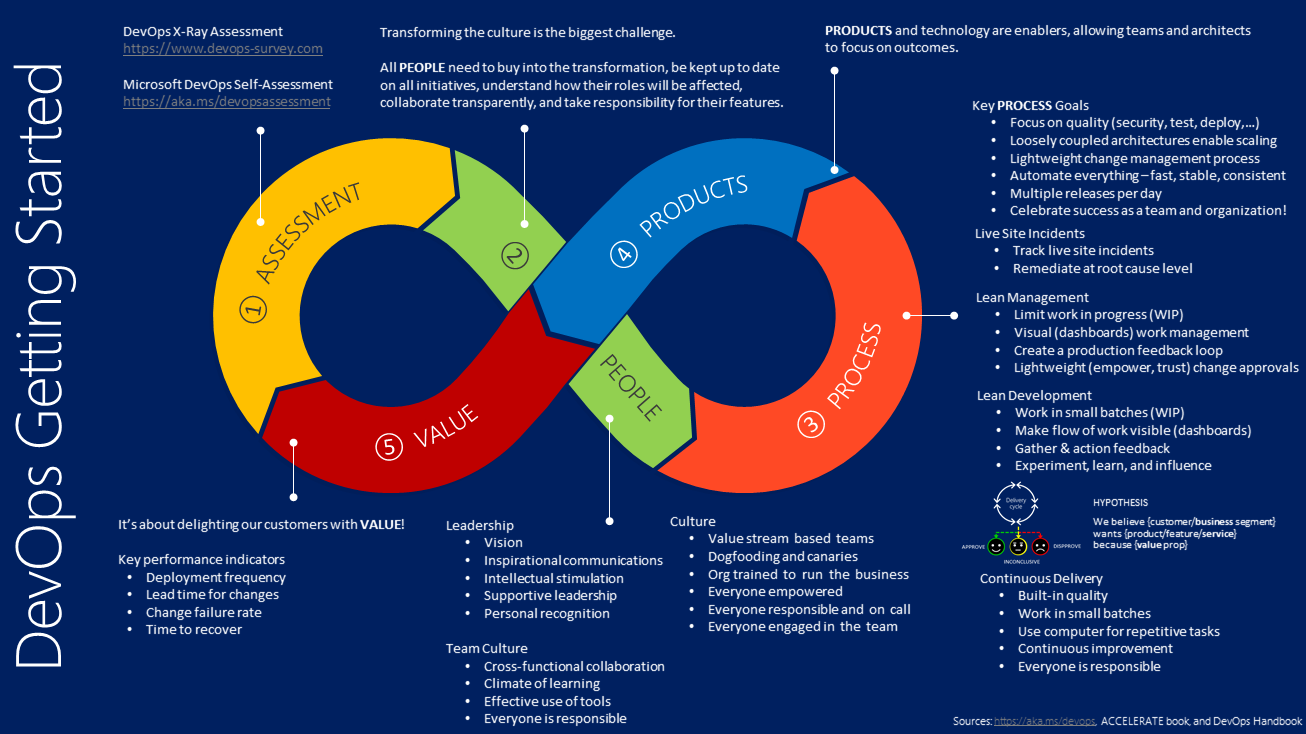 DevOps Getting Started
DevOps X-Ray Assessment
https://www.devops-survey.com
Microsoft DevOps Self-Assessment
https://aka.ms/devopsassessment
Transforming the culture is the biggest challenge.
All PEOPLE need to buy into the transformation, be kept up to date
on all initiatives, understand how their roles will be affected,
collaborate transparently, and take responsibility for their features.
PRODUCTS and technology are enablers, allowing teams and architects
to focus on outcomes.
1 ASSESSMENT
2
PEOPLE
3 PROCESS
4 PRODUCTS
5 VALUE
Key PROCESS Goals
• Focus on quality (security, test, deploy,...)
• Loosely coupled architectures enable scaling
• Lightweight change management process
• Automate everything – fast, stable, consistent
• Multiple releases per day
• Celebrate success as a team and organization!
Live Site Incidents
• Track live site incidents
• Remediate at root cause level
Lean Management
• Limit work in progress (WIP)
• Visual (dashboards) work management
• Create a production feedback loop
• Lightweight (empower, trust) change approvals
Lean Development
• Work in small batches (WIP)
• Make flow of work visible (dashboards)
• Gather & action feedback
• Experiment, learn, and influence
Delivery
cycle
APPROVE
DISPPROVE
INCONCLUSIVE
HYPOTHESIS
We believe {customer/business segment}
wants {product/feature/service}
because {value prop}
Continuous Delivery
• Built-in quality
• Work in small batches
• Use computer for repetitive tasks
• Continuous improvement
• Everyone is responsible
It's about delighting our customers with VALUE!
Key performance indicators
• Deployment frequency
• Lead time for changes
• Change failure rate
• Time to recover
Leadership
• Vision
• Inspirational communications
• Intellectual stimulation
• Supportive leadership
• Personal recognition
Team Culture
• Cross-functional collaboration
• Climate of learning
• Effective use of tools
• Everyone is responsible
Culture
• Value stream based teams
• Dogfooding and canaries
• Org trained to run the business
• Everyone empowered
• Everyone responsible and on call
• Everyone engaged in the team
Sources: https://aka.ms/devops, ACCELERATE book, and DevOps Handbook